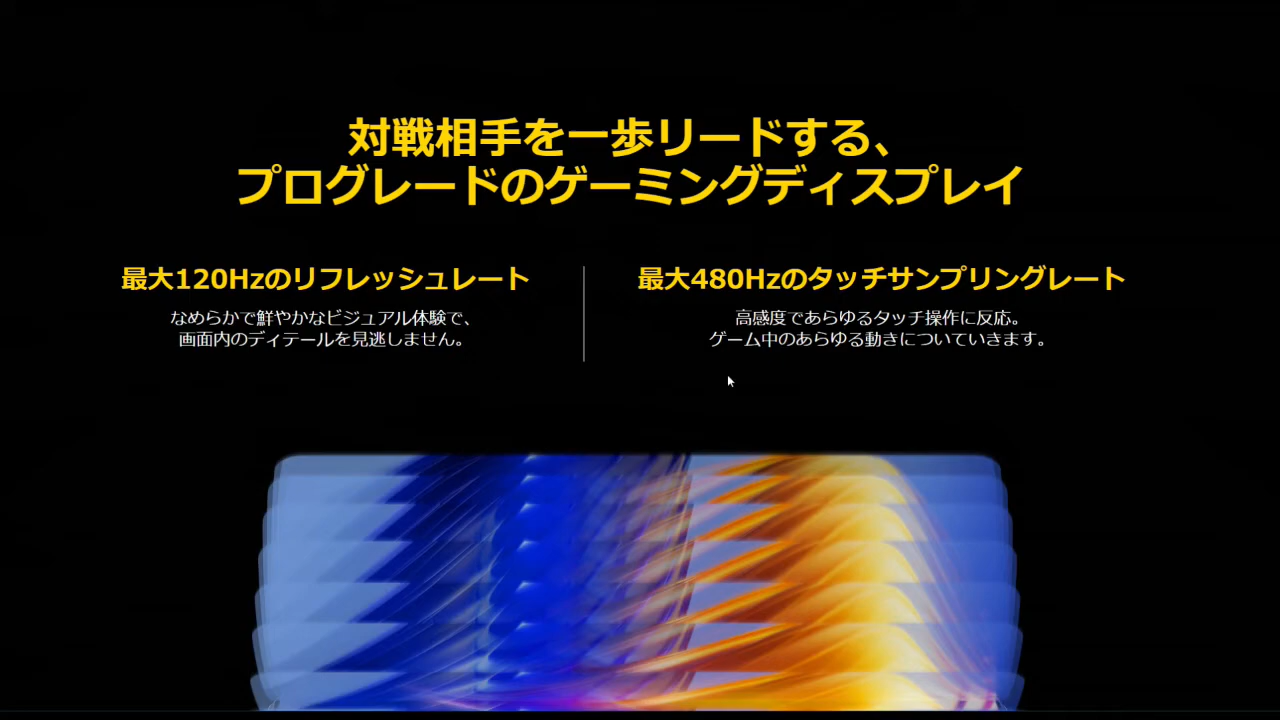 対戦相手を一歩リードする、
プログレードのゲーミングディスプレイ
最大120Hzのリフレッシュレート
なめらかで鮮やかなビジュアル体験で、
画面内のディテールを見逃しません。
最大480Hzのタッチサンプリングレート
高感度であらゆるタッチ操作に反応。
ゲーム中のあらゆる動きについていきます。